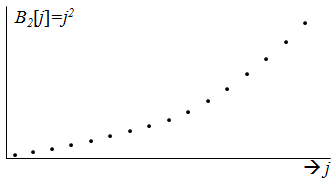 B₂[j]=j²
→ j